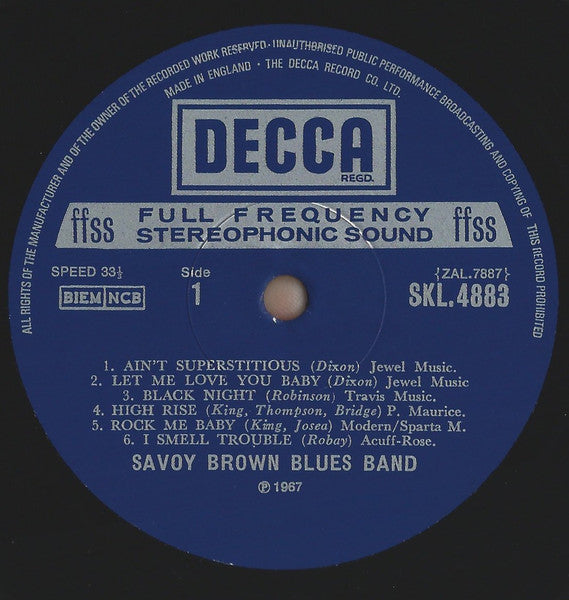 ALL RIGHTS OF THE MANUFACTURER AND OF THE OWNER OF THE RECORDED WORK RESERVED · UNAUTHORISED PUBLIC PERFORMANCE BROADCASTING AND COPYING OF THIS RECORD PROHIBITED
MADE IN ENGLAND · THE DECCA RECORD CO. LTD.
DECCA
REGD.
ffss FULL FREQUENCY ffss
STEREOPHONIC SOUND
SPEED 33⅓ Side {ZAL.7887}
BIEM NCB 1 SKL.4883
1. AIN'T SUPERSTITIOUS (Dixon) Jewel Music.
2. LET ME LOVE YOU BABY (Dixon) Jewel Music
3. BLACK NIGHT (Robinson) Travis Music.
4. HIGH RISE (King, Thompson, Bridge) P. Maurice.
5. ROCK ME BABY (King, Josea) Modern/Sparta M.
6. I SMELL TROUBLE (Robay) Acuff-Rose.
SAVOY BROWN BLUES BAND
℗ 1967